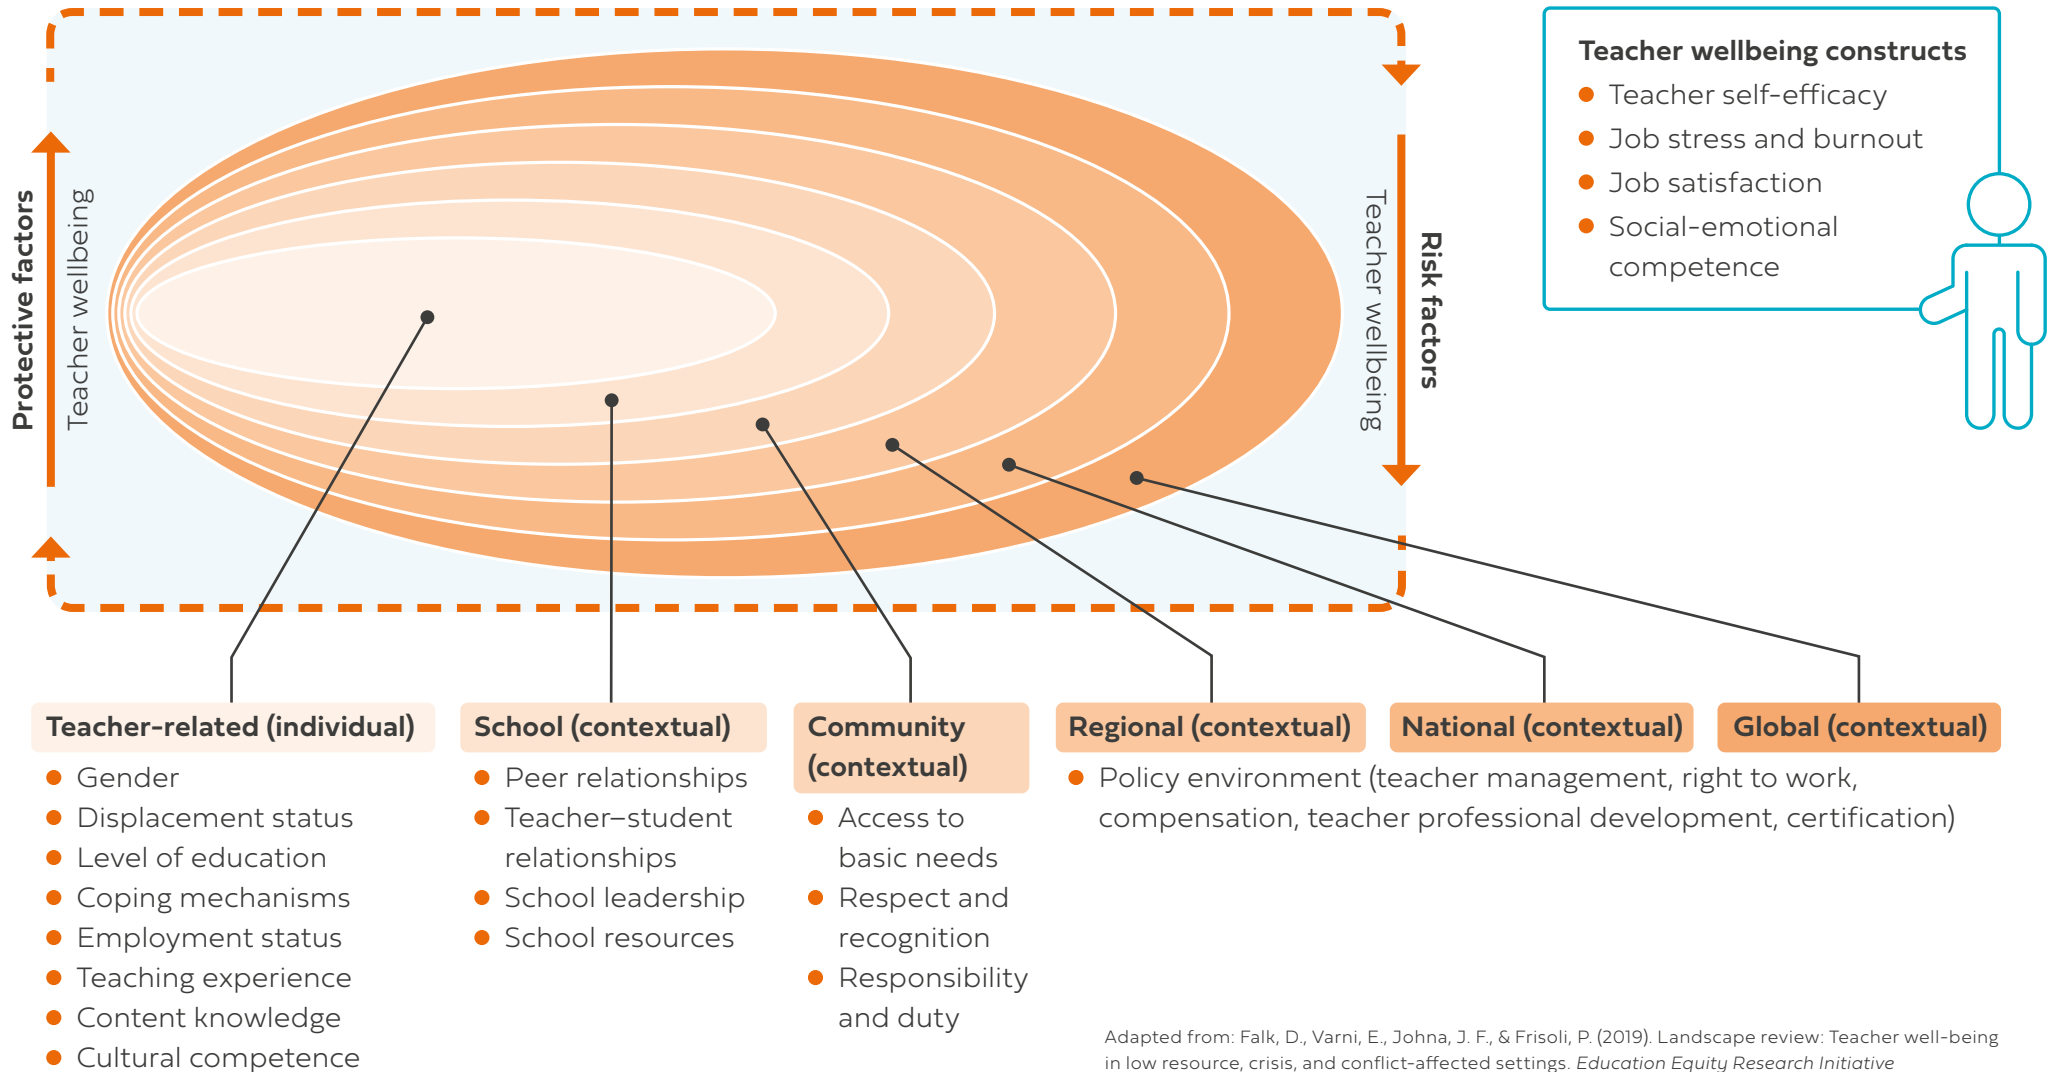 Protective factors
Teacher wellbeing
Teacher wellbeing
Risk factors
Teacher wellbeing constructs
Teacher self-efficacy
Job stress and burnout
Job satisfaction
Social-emotional
competence
Teacher-related (individual)
Gender
Displacement status
Level of education
Coping mechanisms
Employment status
Teaching experience
Content knowledge
Cultural competence
School (contextual)
Peer relationships
Teacher–student
relationships
School leadership
School resources
Community
(contextual)
Access to
basic needs
Respect and
recognition
Responsibility
and duty
Regional (contextual)
National (contextual)
Global (contextual)
Policy environment (teacher management, right to work,
compensation, teacher professional development, certification)
Adapted from: Falk, D., Varni, E., Johna, J. F., & Frisoli, P. (2019). Landscape review: Teacher well-being
in low resource, crisis, and conflict-affected settings. Education Equity Research Initiative